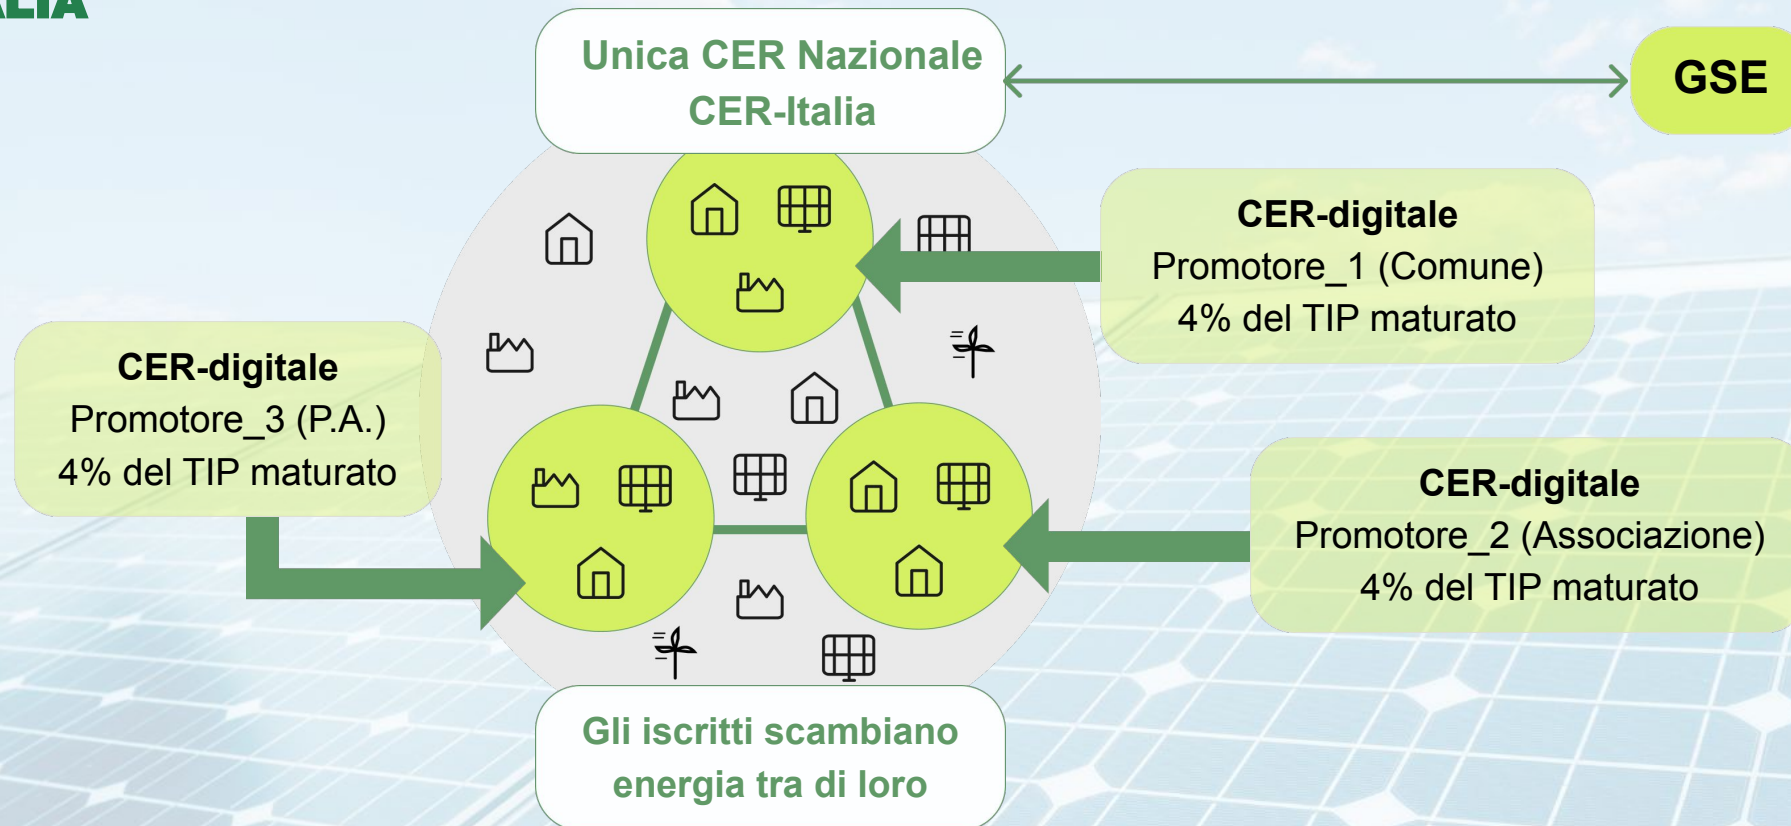 Unica CER Nazionale
CER-Italia
GSE
CER-digitale
Promotore_1 (Comune)
4% del TIP maturato
CER-digitale
Promotore_3 (P.A.)
4% del TIP maturato
CER-digitale
Promotore_2 (Associazione)
4% del TIP maturato
Gli iscritti scambiano
energia tra di loro